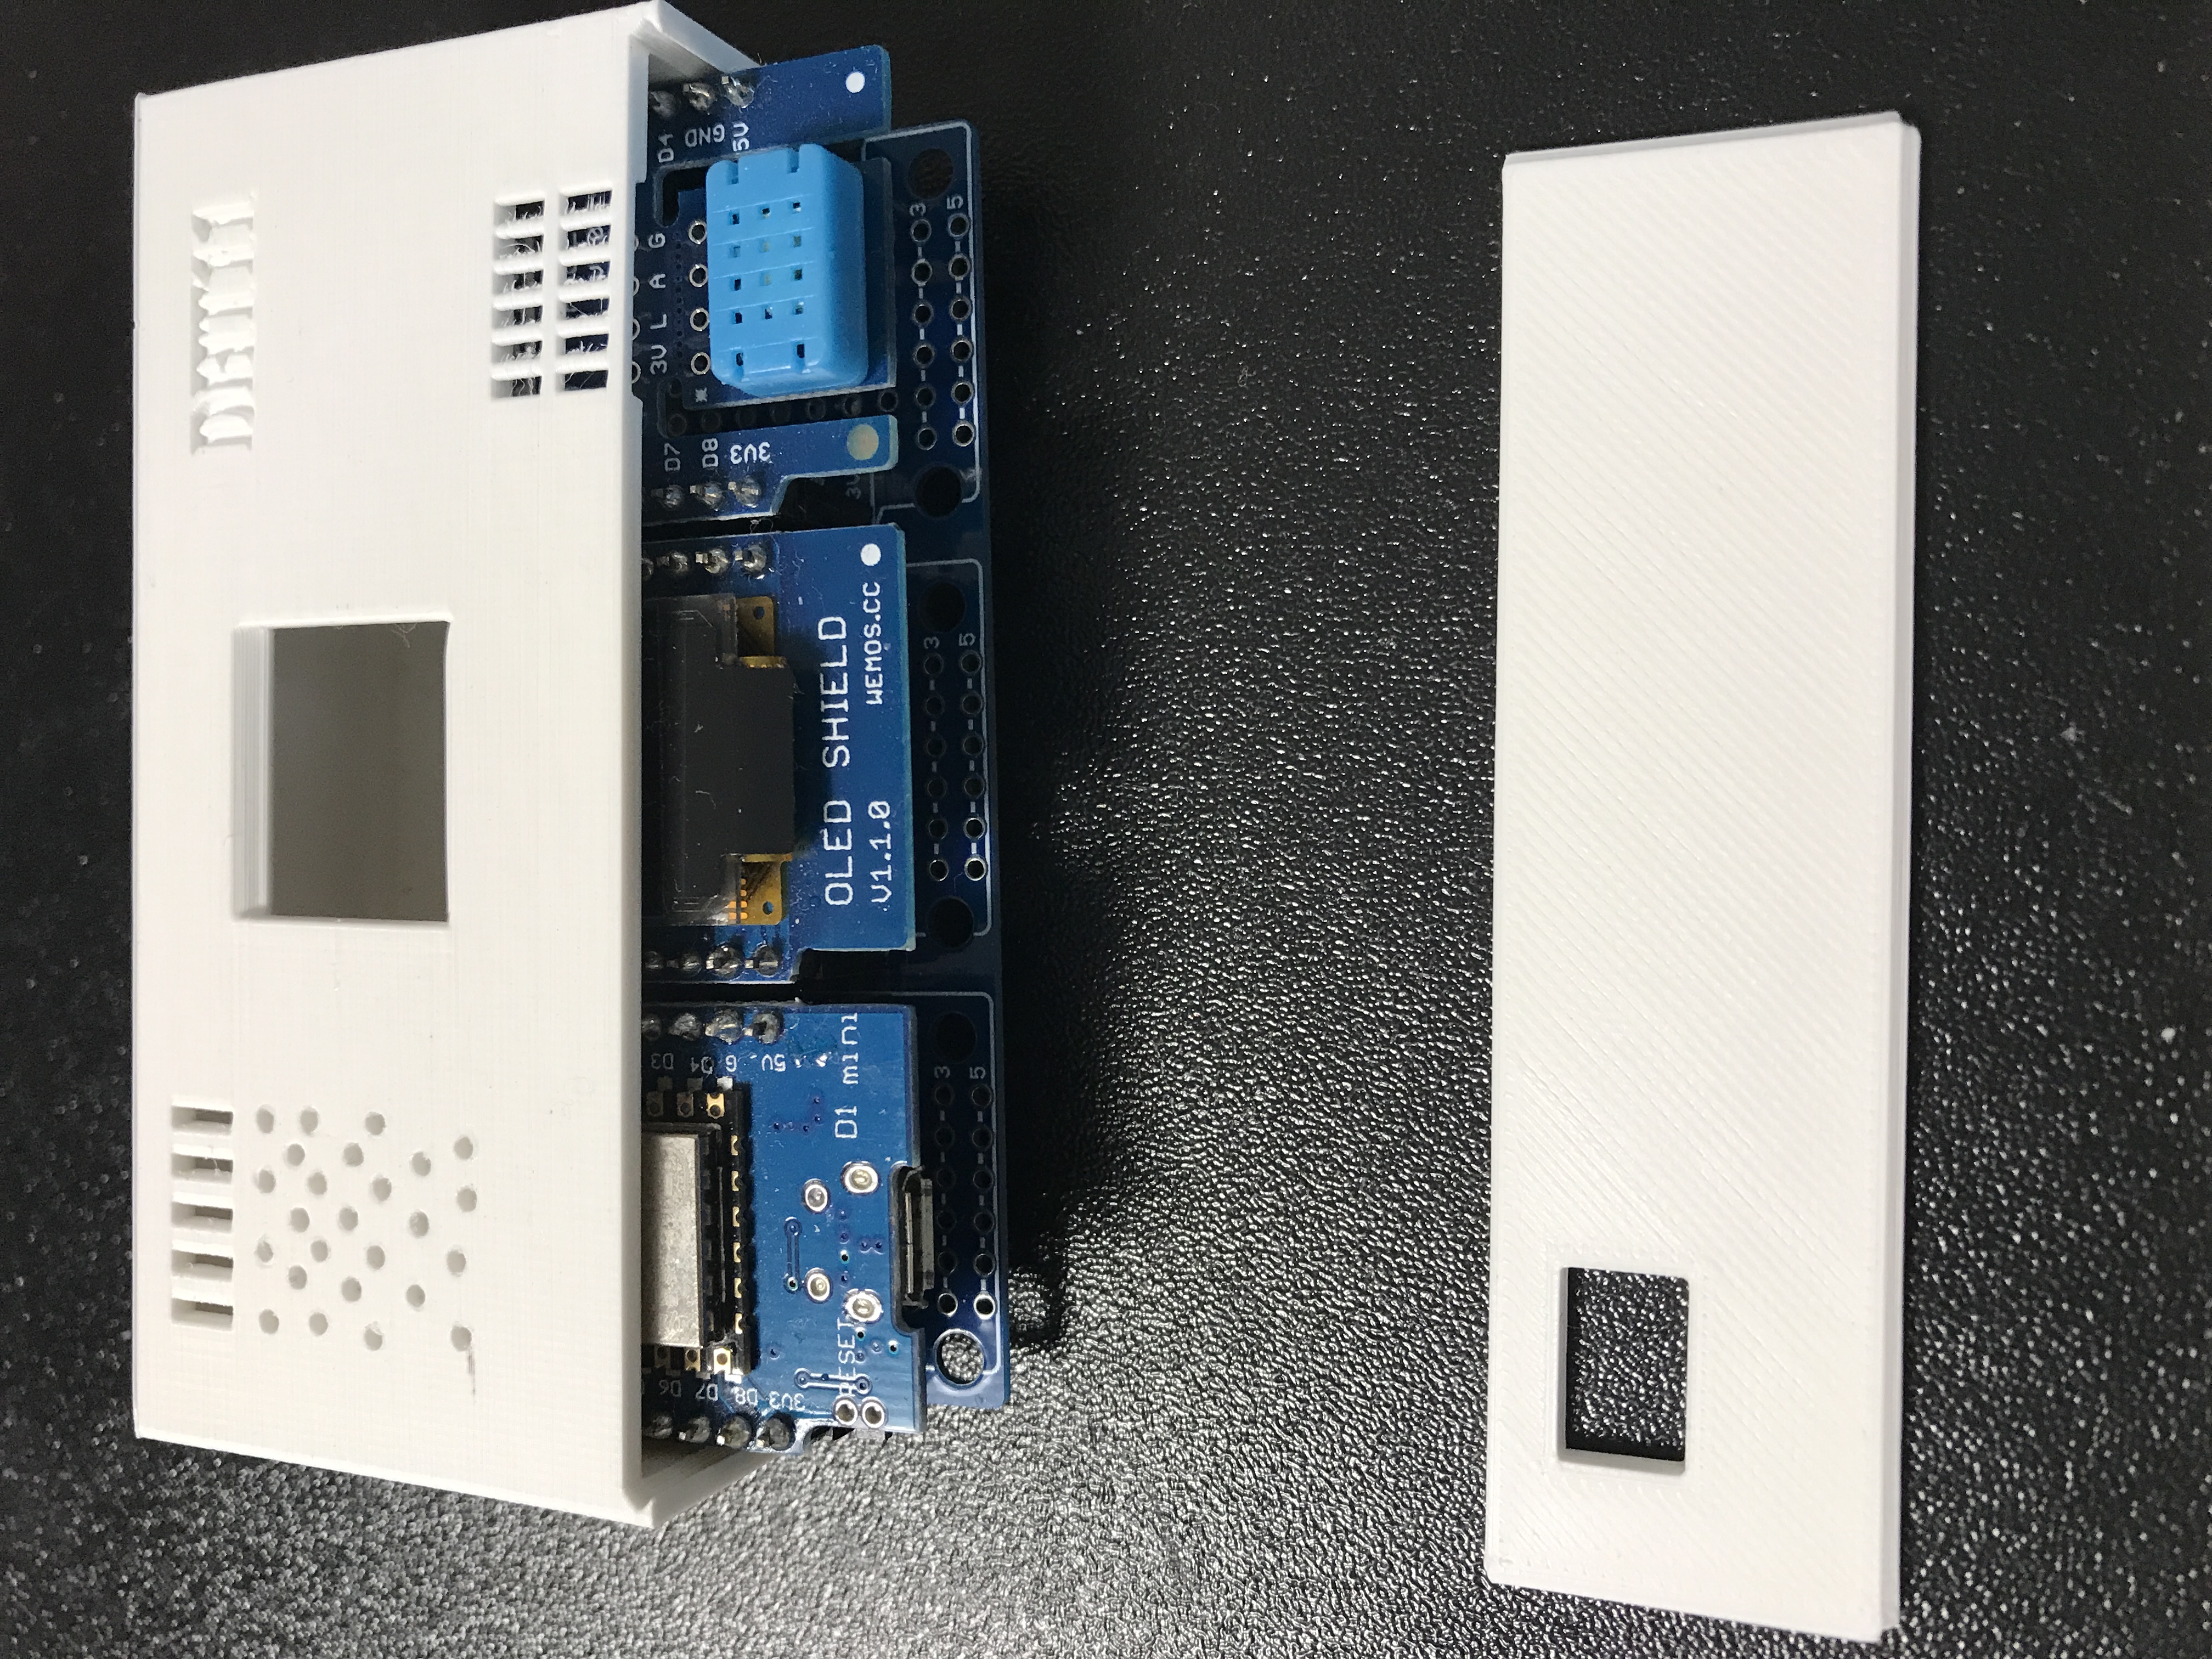 D6
D7
D8
3V3
D3
D4
G
5V
RESET
D1 mini
OLED SHIELD
V1.1.0
WEMOS.CC
3V L A G
D7
D8
3V3
D4
GND
5V
3
5
3
5
3
5